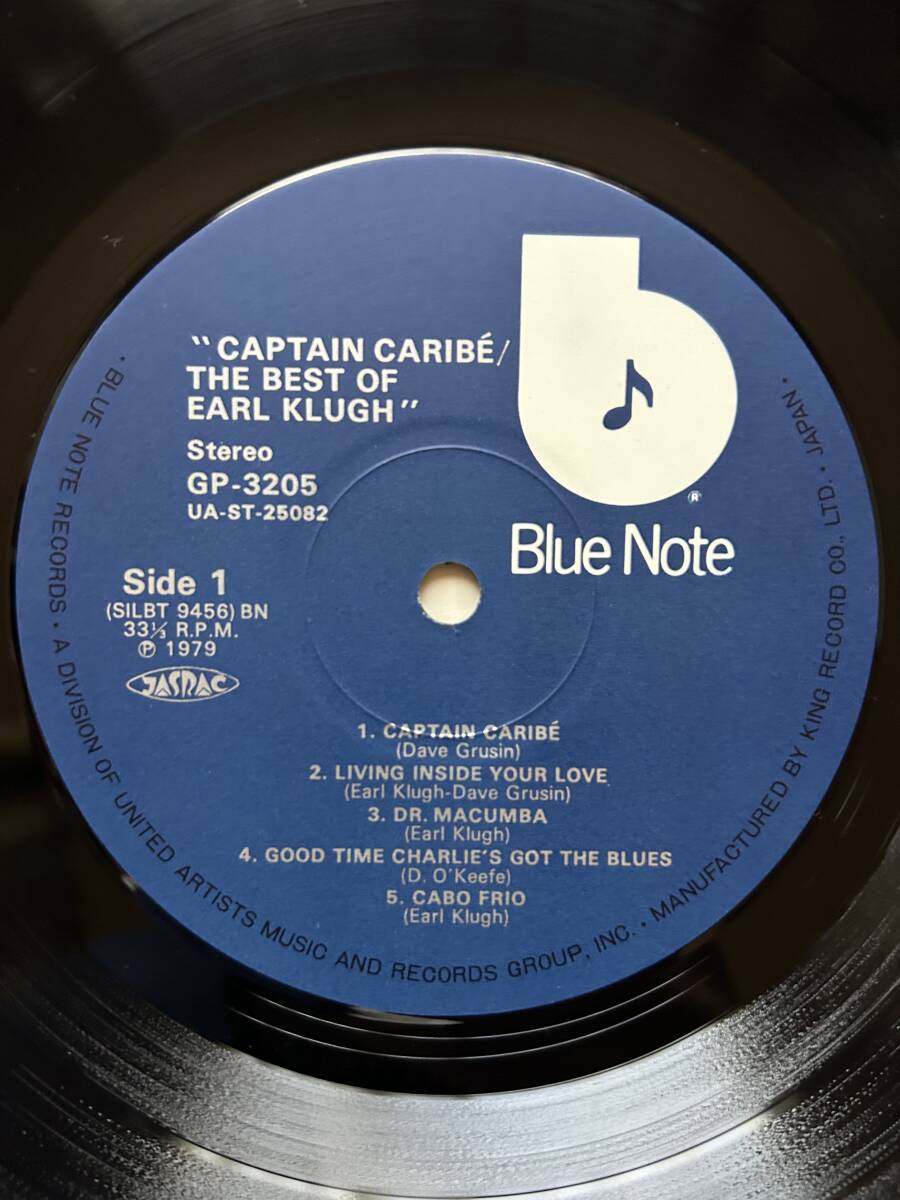 "CAPTAIN CARIBÉ/
THE BEST OF
EARL KLUGH"
Stereo
GP-3205
UA-ST-25082
Side 1
(SILBT 9456) BN
33⅓ R.P.M.
℗ 1979
JASRAC
®
Blue Note
1. CAPTAIN CARIBÉ
(Dave Grusin)
2. LIVING INSIDE YOUR LOVE
(Earl Klugh-Dave Grusin)
3. DR. MACUMBA
(Earl Klugh)
4. GOOD TIME CHARLIE'S GOT THE BLUES
(D. O'Keefe)
5. CABO FRIO
(Earl Klugh)
• BLUE NOTE RECORDS • A DIVISION OF UNITED ARTISTS MUSIC AND RECORDS GROUP, INC. • MANUFACTURED BY KING RECORD CO., LTD. • JAPAN •